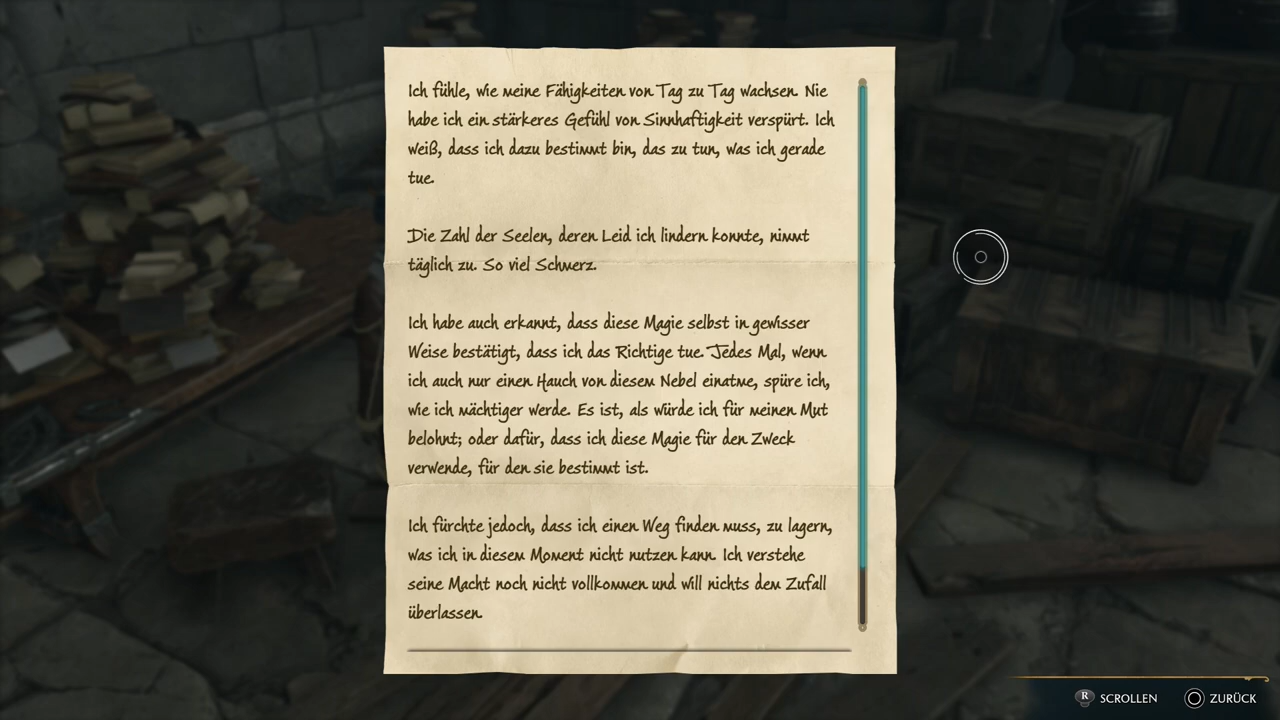 Ich fühle, wie meine Fähigkeiten von Tag zu Tag wachsen. Nie
habe ich ein stärkeres Gefühl von Sinnhaftigkeit verspürt. Ich
weiß, dass ich dazu bestimmt bin, das zu tun, was ich gerade
tue.
Die Zahl der Seelen, deren Leid ich lindern konnte, nimmt
täglich zu. So viel Schmerz.
Ich habe auch erkannt, dass diese Magie selbst in gewisser
Weise bestätigt, dass ich das Richtige tue. Jedes Mal, wenn
ich auch nur einen Hauch von diesem Nebel einatme, spüre ich,
wie ich mächtiger werde. Es ist, als würde ich für meinen Mut
belohnt; oder dafür, dass ich diese Magie für den Zweck
verwende, für den sie bestimmt ist.
Ich fürchte jedoch, dass ich einen Weg finden muss, zu lagern,
was ich in diesem Moment nicht nutzen kann. Ich verstehe
seine Macht noch nicht vollkommen und will nichts dem Zufall
überlassen.
R SCROLLEN ZURÜCK